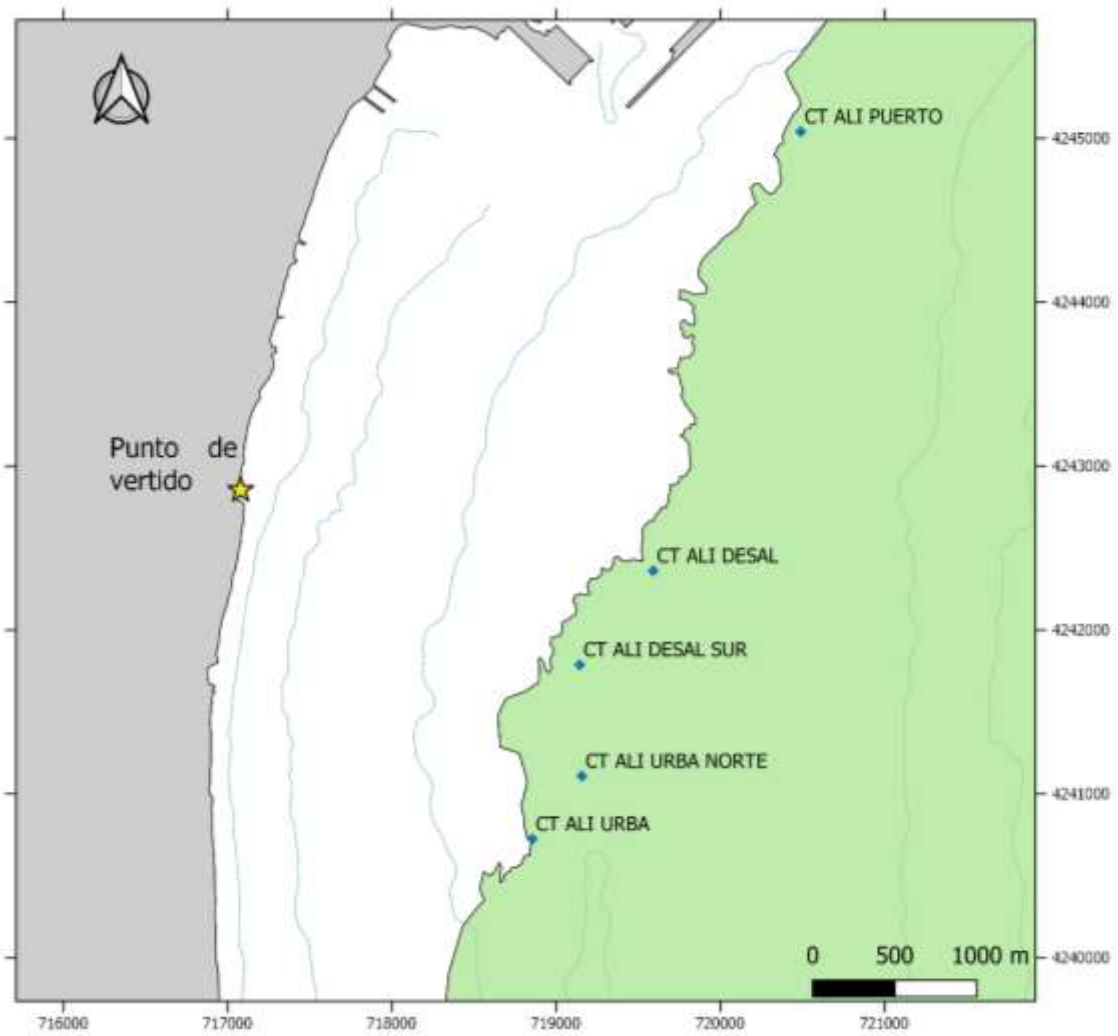 CT ALI PUERTO
4245000
4244000
Punto de
vertido
4243000
CT ALI DESAL
4242000
CT ALI DESAL SUR
CT ALI URBA NORTE
4241000
CT ALI URBA
0 500 1000 m
4240000
716000 717000 718000 719000 720000 721000